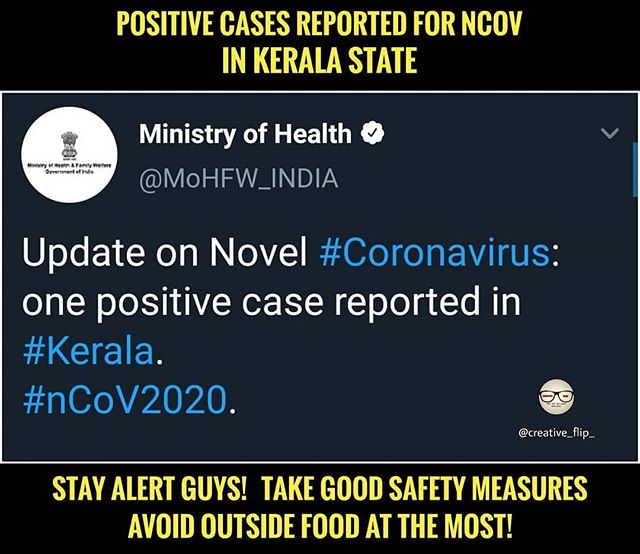 POSITIVE CASES REPORTED FOR NCOV
IN KERALA STATE
Ministry of Health
@MoHFW_INDIA
Ministry of Health & Family Welfare
Government of India
Update on Novel #Coronavirus:
one positive case reported in
#Kerala.
#nCoV2020.
@creative_flip_
STAY ALERT GUYS! TAKE GOOD SAFETY MEASURES
AVOID OUTSIDE FOOD AT THE MOST!